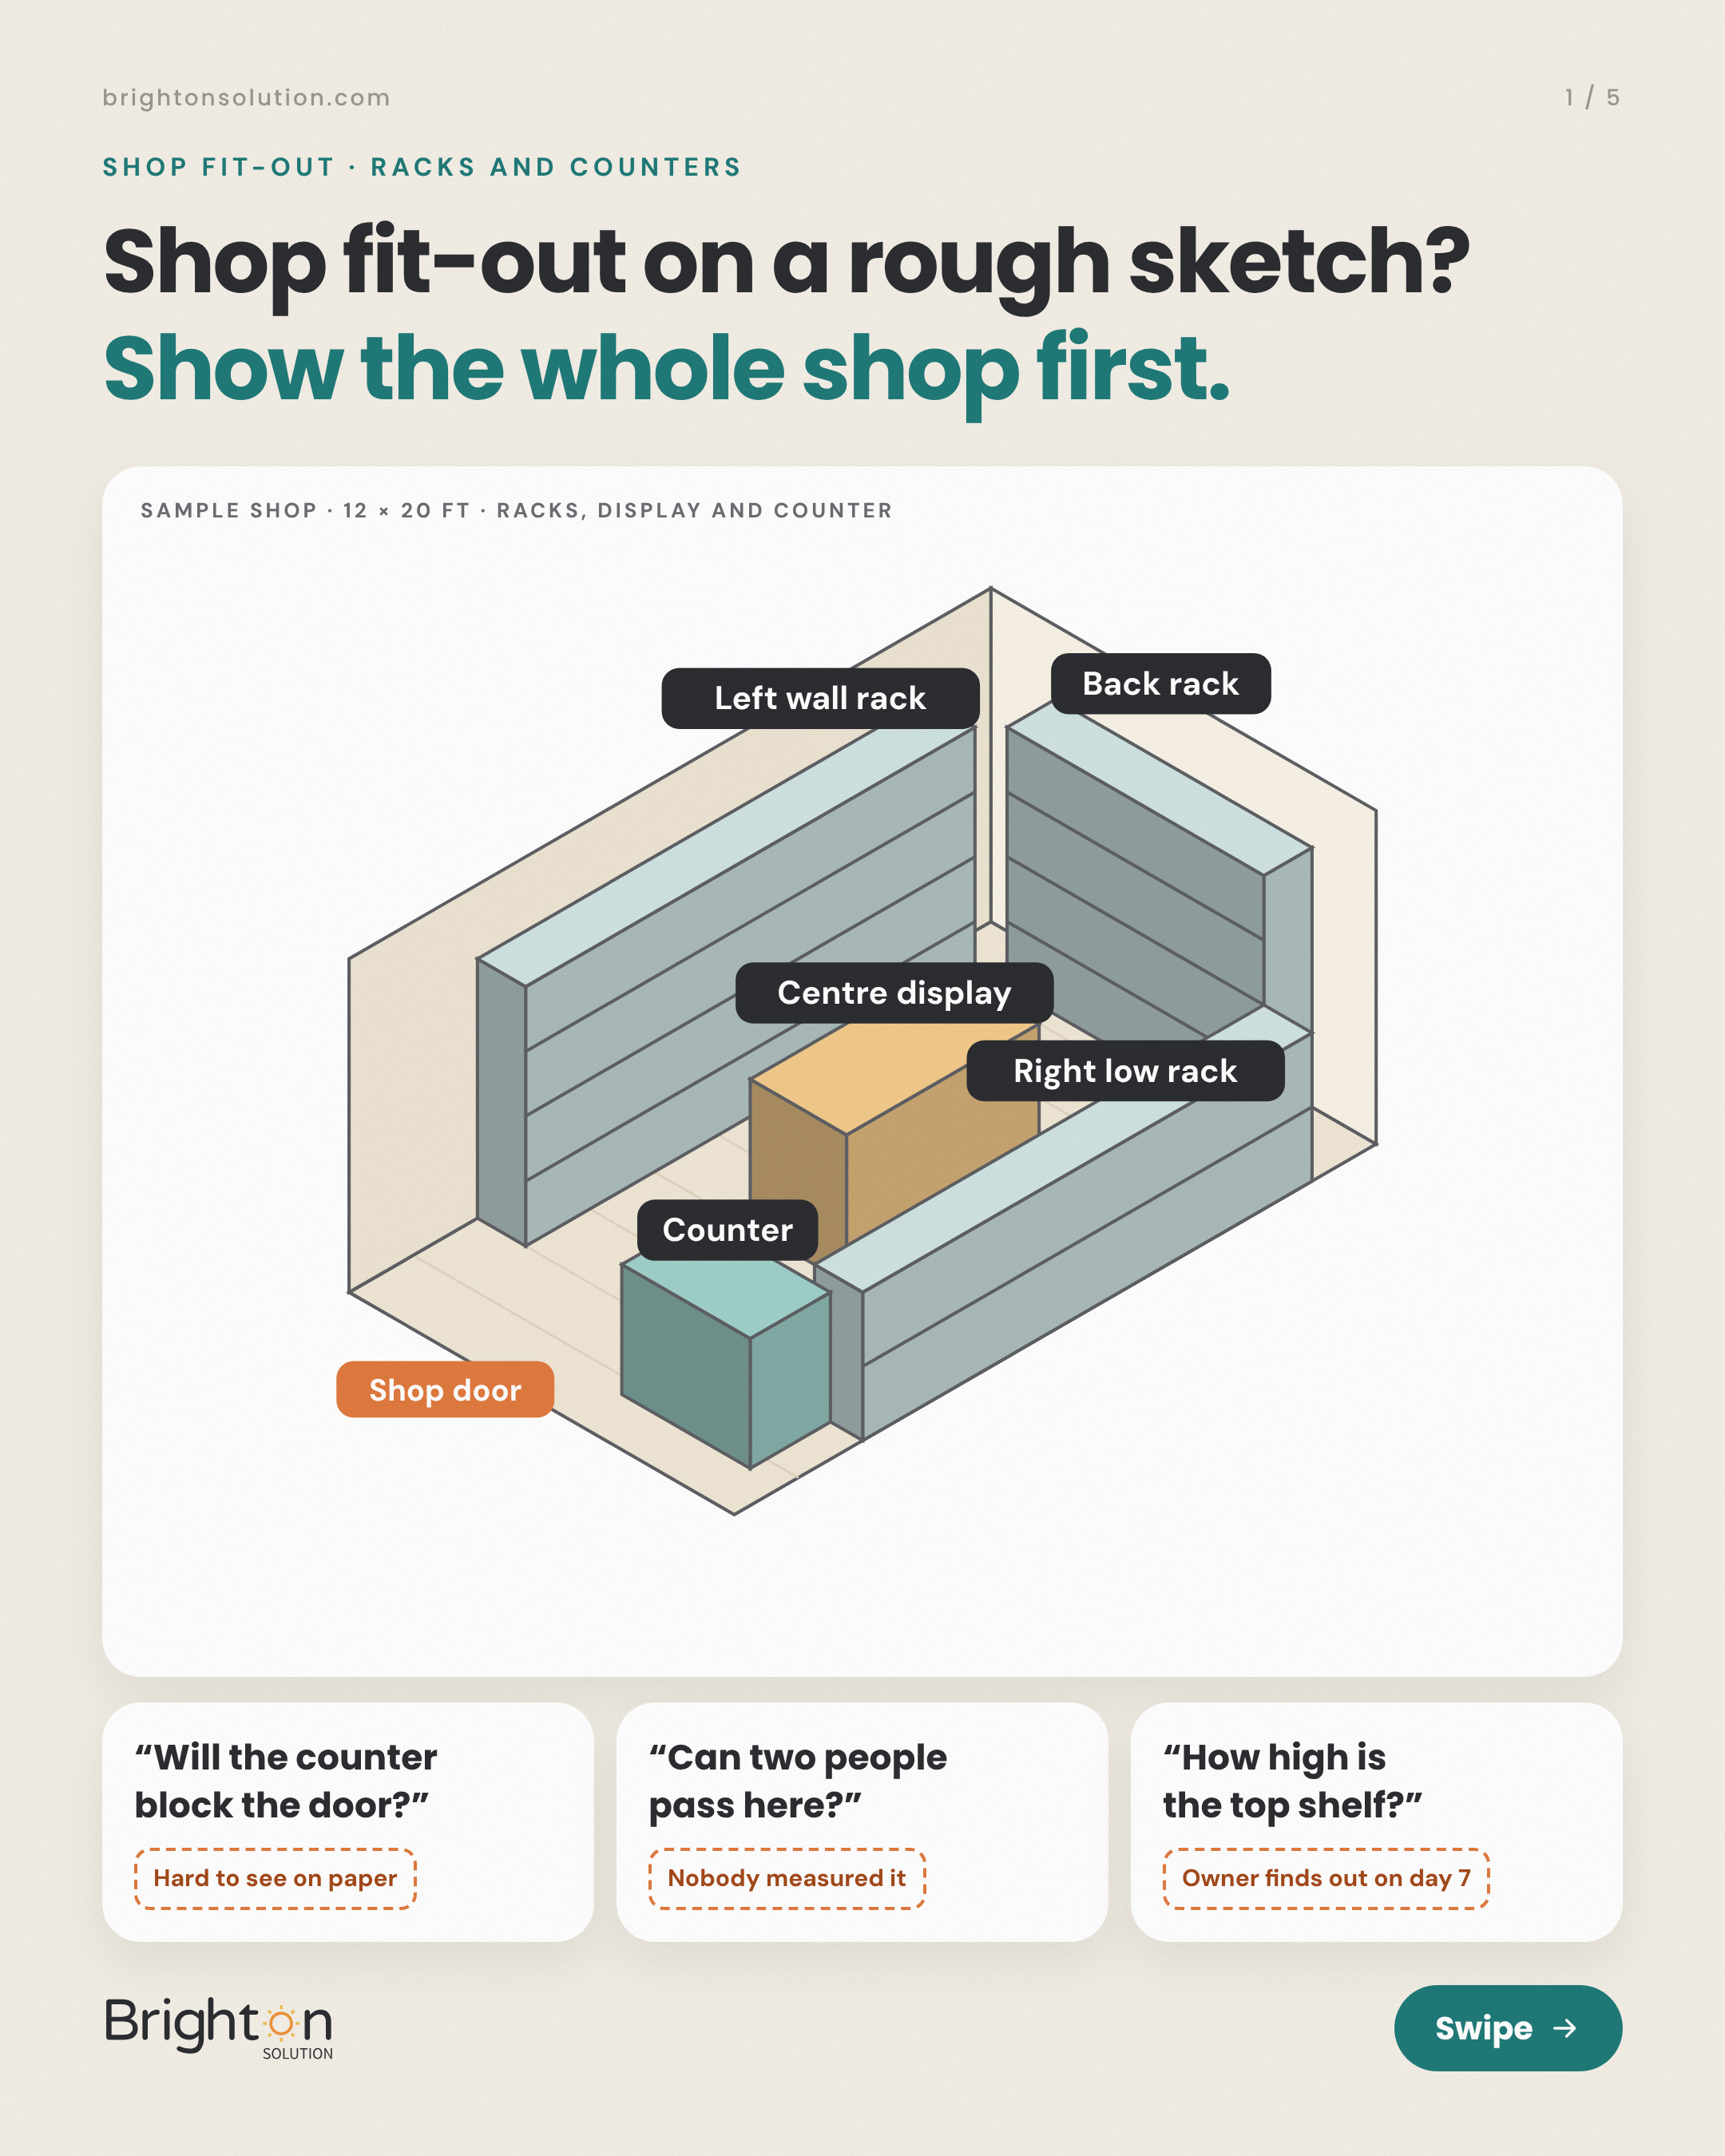 brightonsolution.com
1 / 5
SHOP FIT-OUT · RACKS AND COUNTERS
Shop fit-out on a rough sketch?
Show the whole shop first.
SAMPLE SHOP · 12 × 20 FT · RACKS, DISPLAY AND COUNTER
Left wall rack
Back rack
Centre display
Right low rack
Counter
Shop door
“Will the counter
block the door?”
Hard to see on paper
“Can two people
pass here?”
Nobody measured it
“How high is
the top shelf?”
Owner finds out on day 7
Brighton
SOLUTION
Swipe →